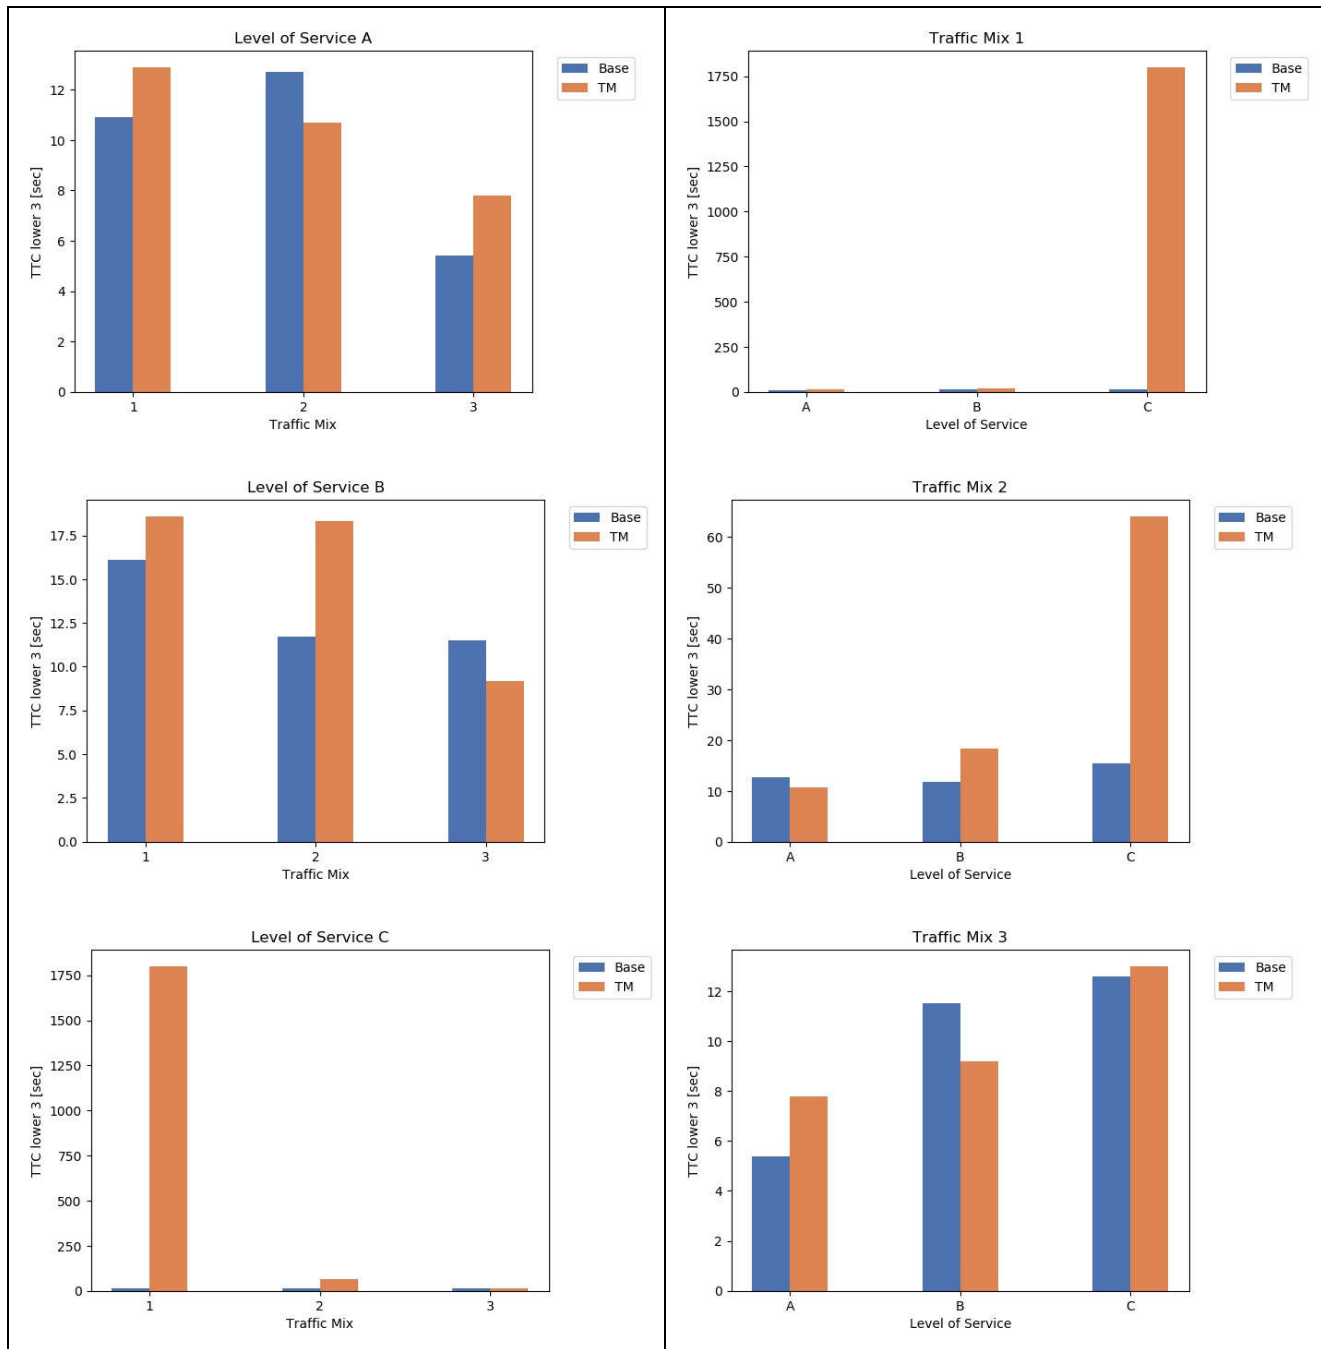 Level of Service A
Base
TM
TTC lower 3 [sec]
12
10
8
6
4
2
0
1 2 3
Traffic Mix
Traffic Mix 1
Base
TM
TTC lower 3 [sec]
1750
1500
1250
1000
750
500
250
0
A B C
Level of Service
Level of Service B
Base
TM
TTC lower 3 [sec]
17.5
15.0
12.5
10.0
7.5
5.0
2.5
0.0
1 2 3
Traffic Mix
Traffic Mix 2
Base
TM
TTC lower 3 [sec]
60
50
40
30
20
10
0
A B C
Level of Service
Level of Service C
Base
TM
TTC lower 3 [sec]
1750
1500
1250
1000
750
500
250
0
1 2 3
Traffic Mix
Traffic Mix 3
Base
TM
TTC lower 3 [sec]
12
10
8
6
4
2
0
A B C
Level of Service